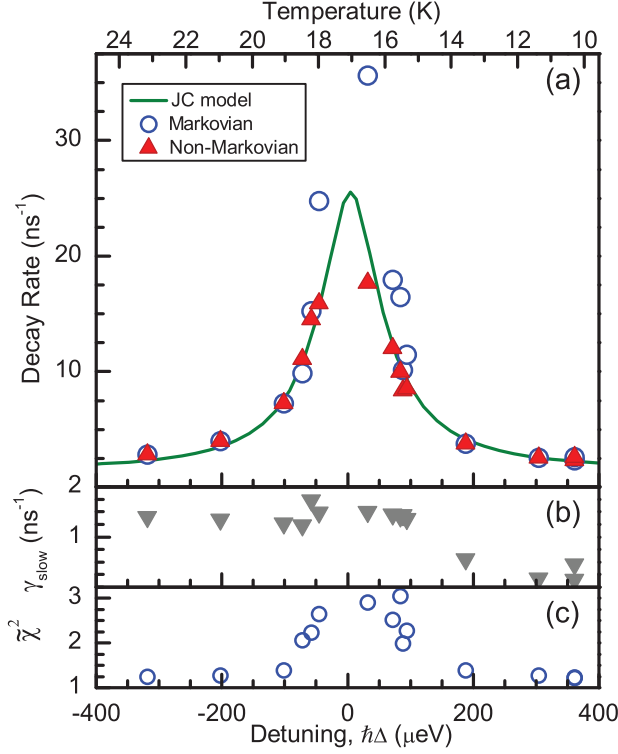 Temperature (K)
24 22 20 18 16 14 12 10
(a)
JC model
Markovian
Non-Markovian
30
20
10
Decay Rate (ns⁻¹)
2
(b)
1
γslow (ns⁻¹)
3
(c)
2
χ̃²
1
-400 -200 0 200 400
Detuning, ℏΔ (μeV)